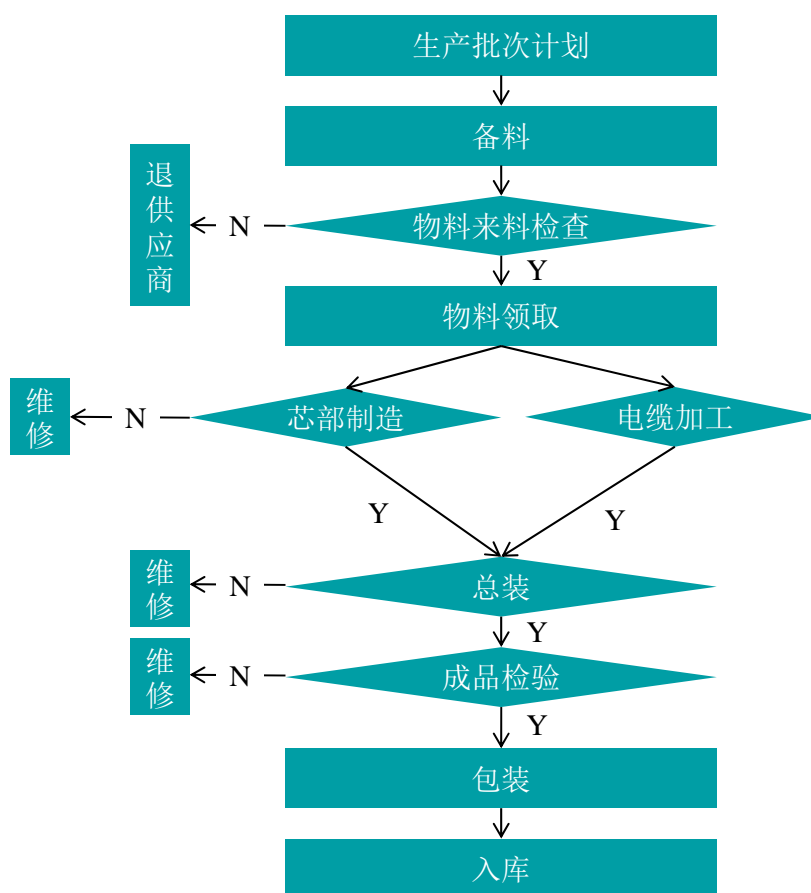 生产批次计划
备料
退供应商
N
物料来料检查
Y
物料领取
维修
N
芯部制造
电缆加工
Y
Y
维修
N
总装
Y
维修
N
成品检验
Y
包装
入库